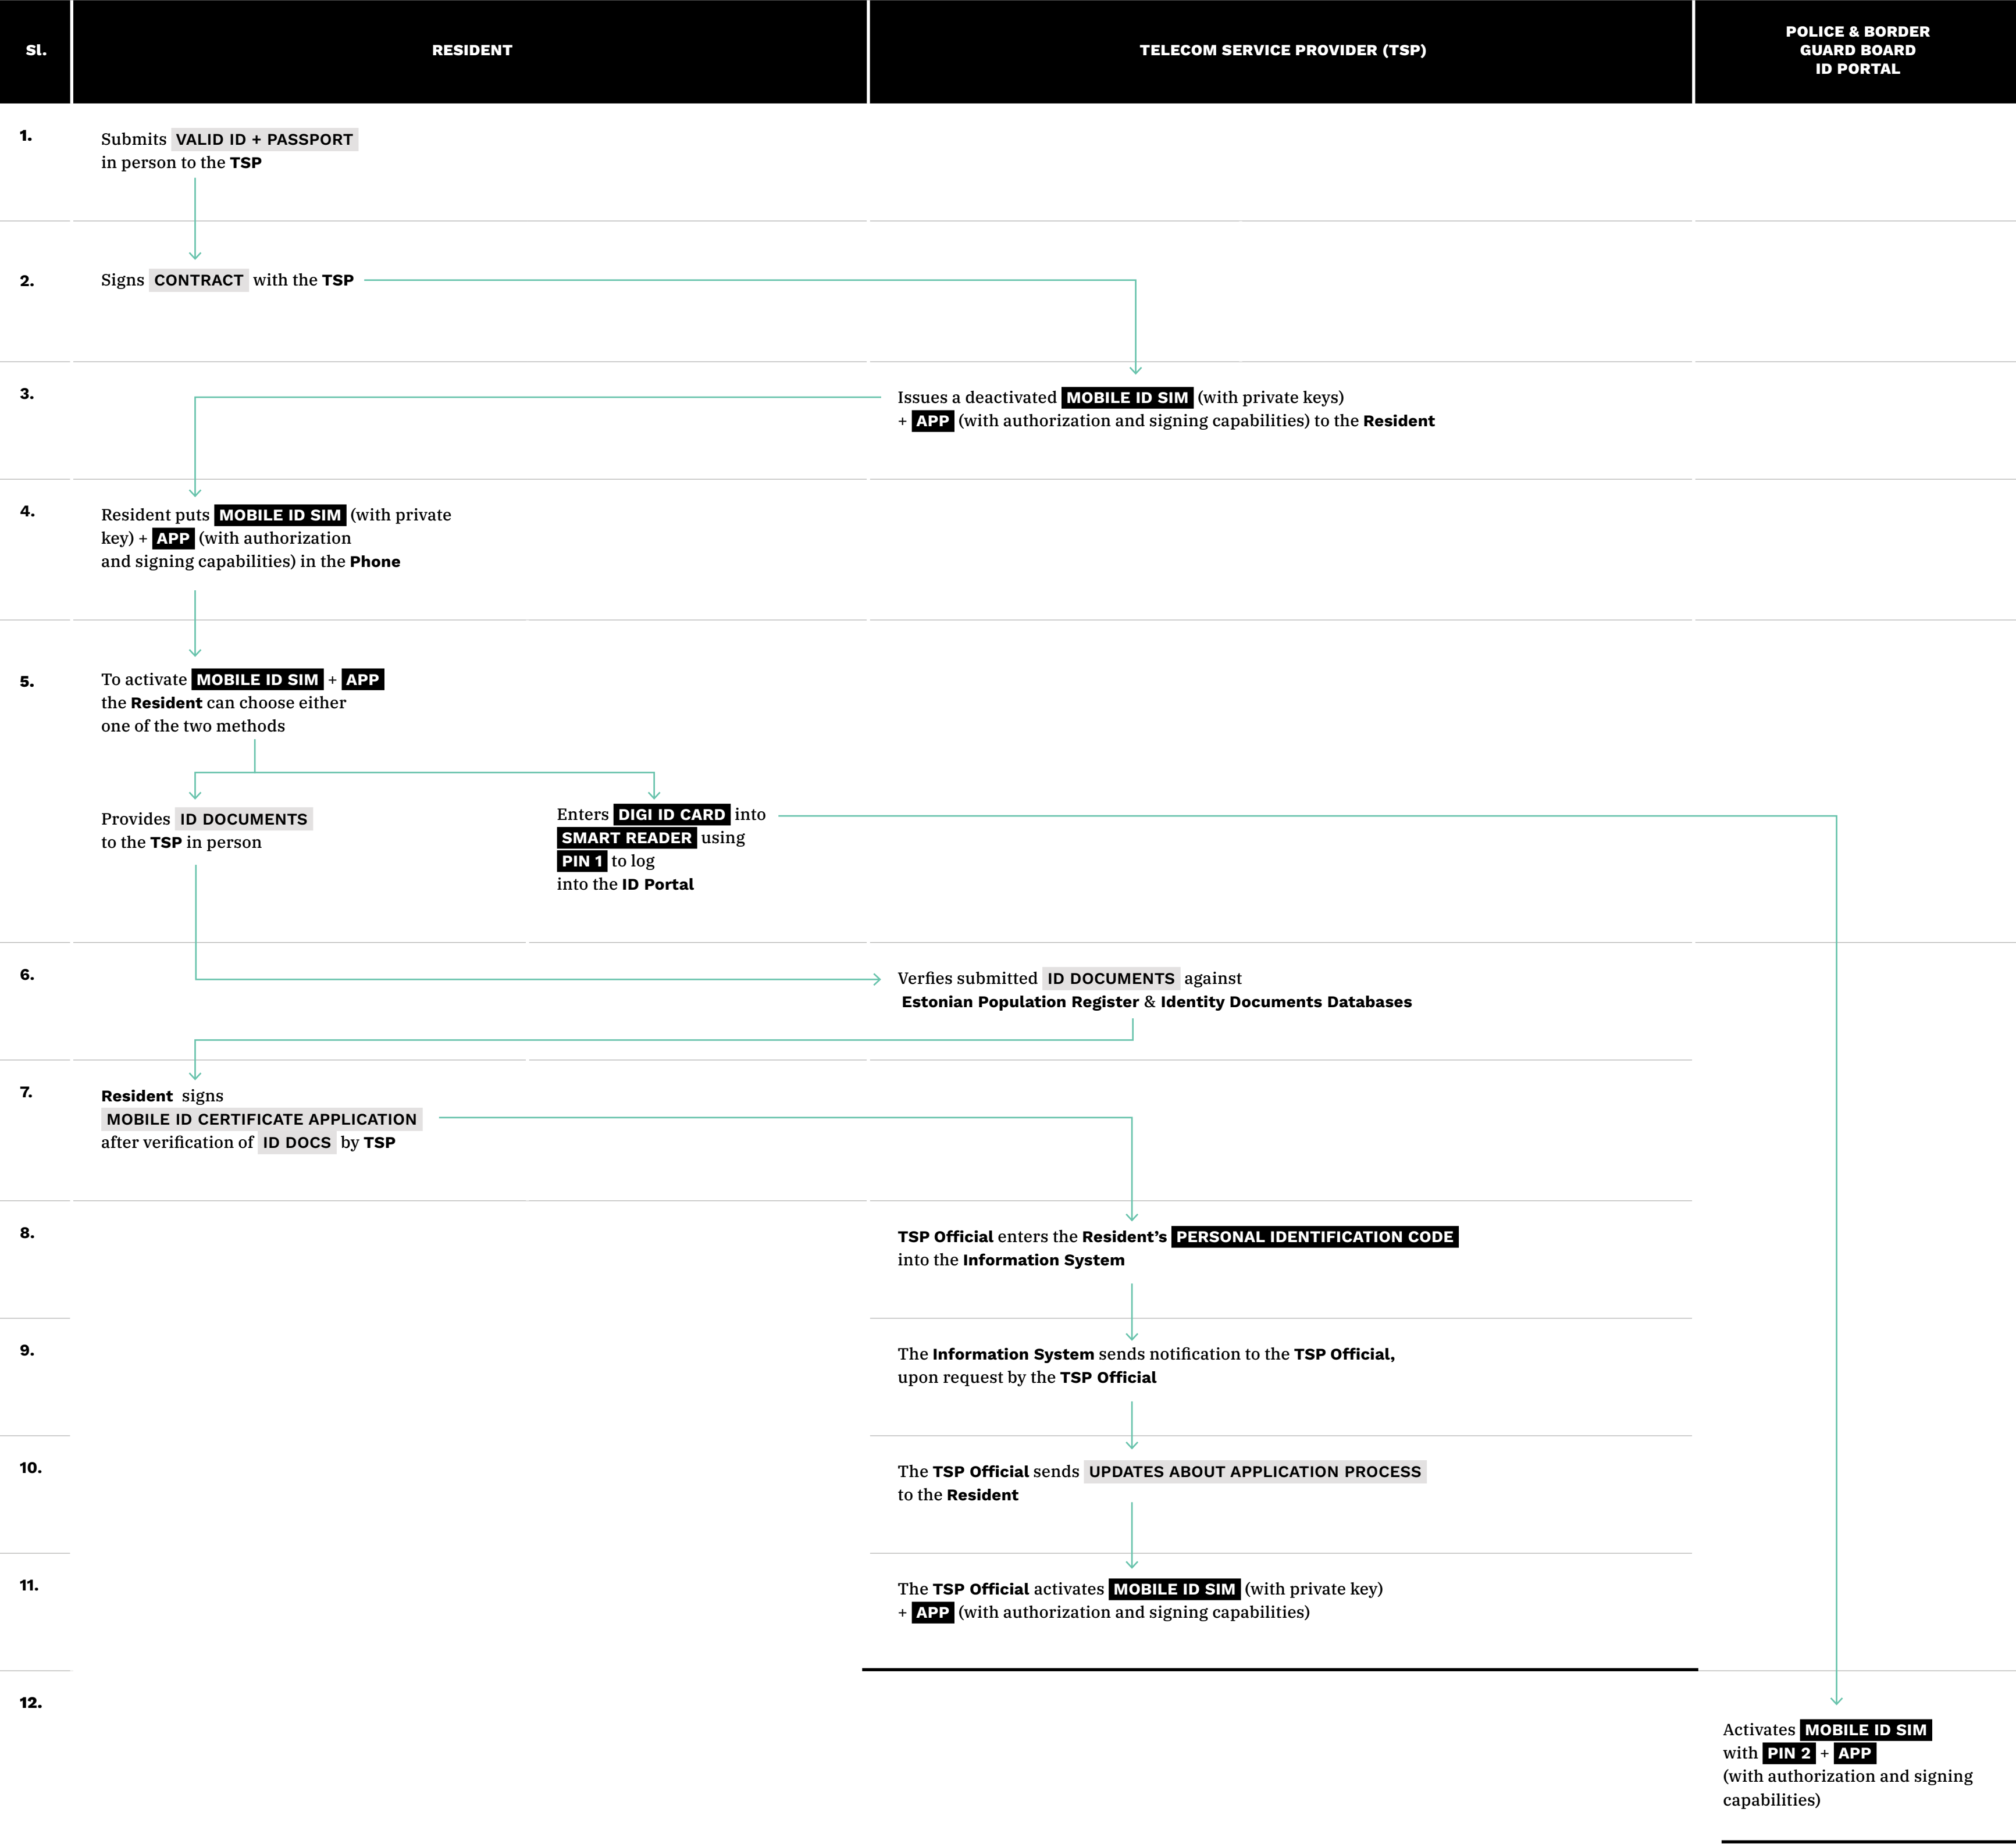 Sl.
RESIDENT
TELECOM SERVICE PROVIDER (TSP)
POLICE & BORDER
GUARD BOARD
ID PORTAL
1.
Submits VALID ID + PASSPORT
in person to the TSP
2.
Signs CONTRACT with the TSP
3.
Issues a deactivated MOBILE ID SIM (with private keys)
+ APP (with authorization and signing capabilities) to the Resident
4.
Resident puts MOBILE ID SIM (with private
key) + APP (with authorization
and signing capabilities) in the Phone
5.
To activate MOBILE ID SIM + APP
the Resident can choose either
one of the two methods
Provides ID DOCUMENTS
to the TSP in person
Enters DIGI ID CARD into
SMART READER using
PIN 1 to log
into the ID Portal
6.
Verfies submitted ID DOCUMENTS against
Estonian Population Register & Identity Documents Databases
7.
Resident signs
MOBILE ID CERTIFICATE APPLICATION
after verification of ID DOCS by TSP
8.
TSP Official enters the Resident's PERSONAL IDENTIFICATION CODE
into the Information System
9.
The Information System sends notification to the TSP Official,
upon request by the TSP Official
10.
The TSP Official sends UPDATES ABOUT APPLICATION PROCESS
to the Resident
11.
The TSP Official activates MOBILE ID SIM (with private key)
+ APP (with authorization and signing capabilities)
12.
Activates MOBILE ID SIM
with PIN 2 + APP
(with authorization and signing
capabilities)